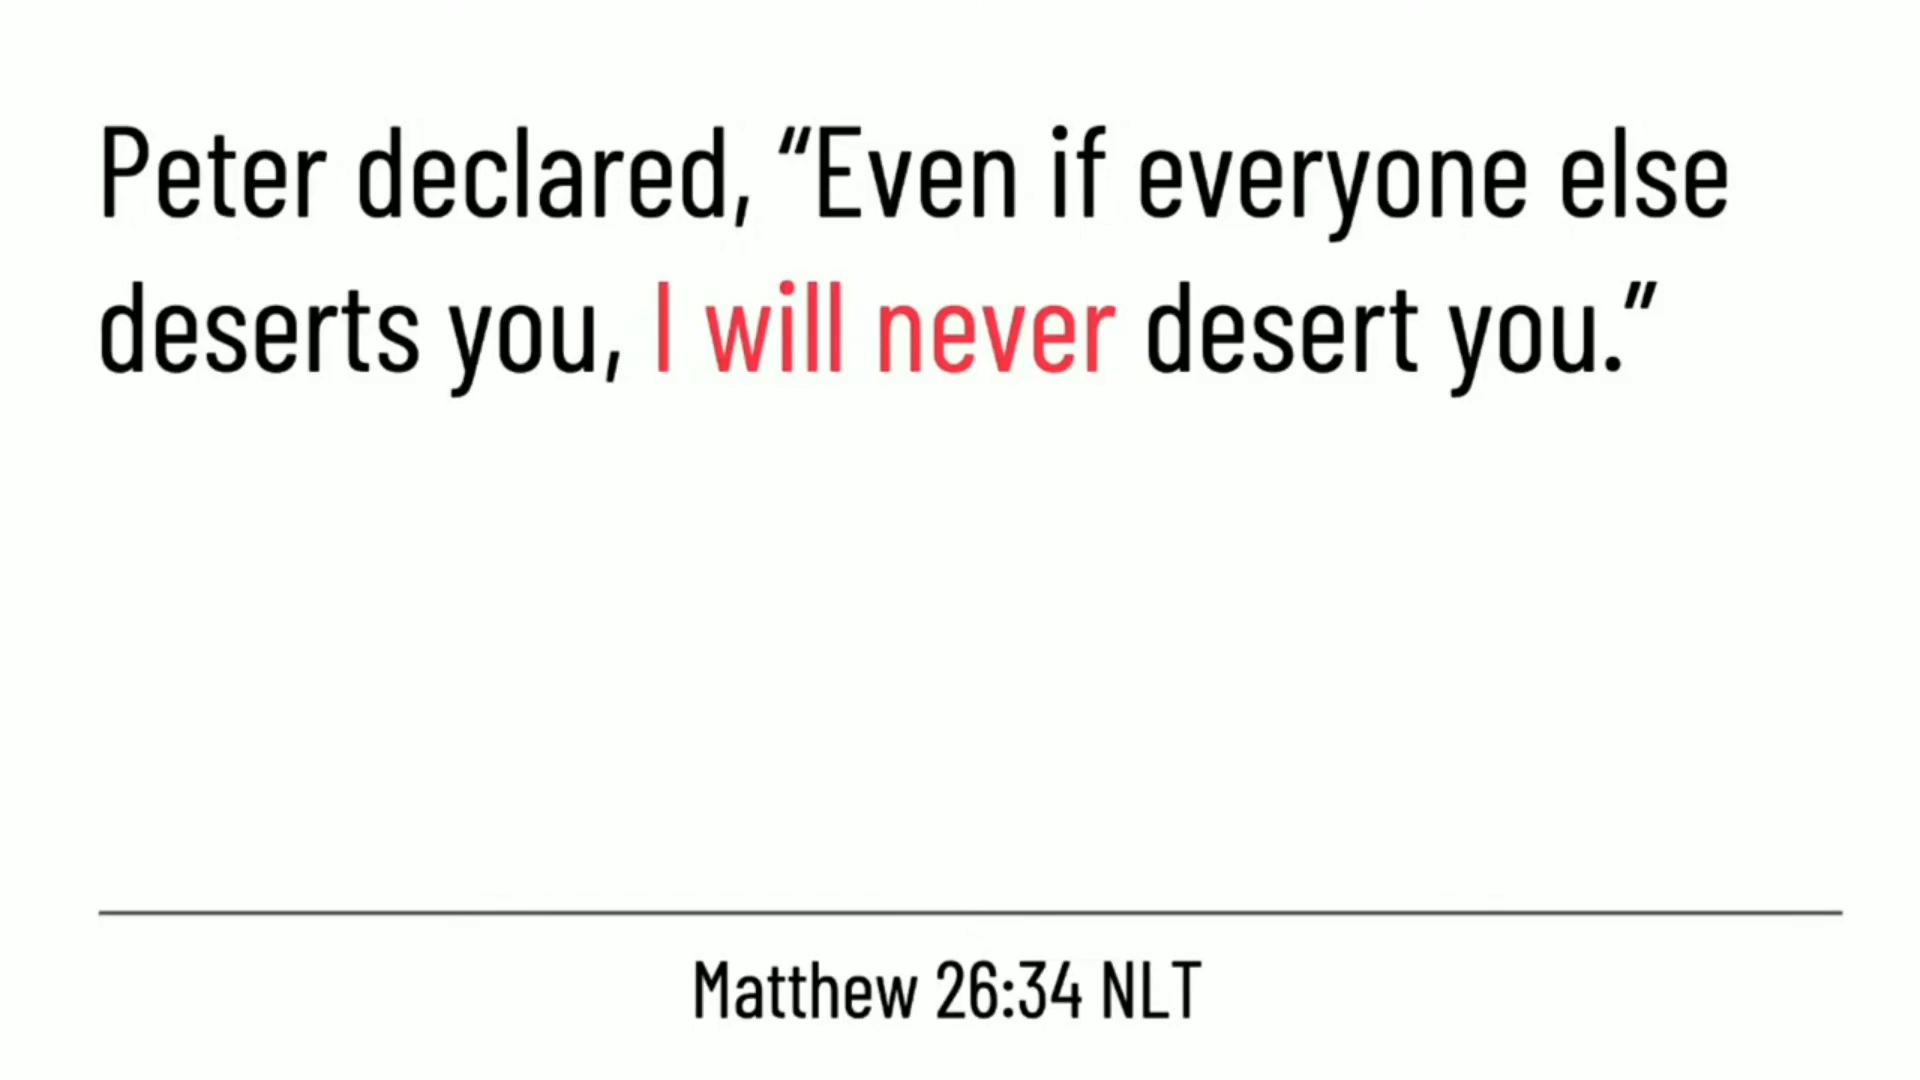 Peter declared, “Even if everyone else
deserts you, I will never desert you.”
Matthew 26:34 NLT